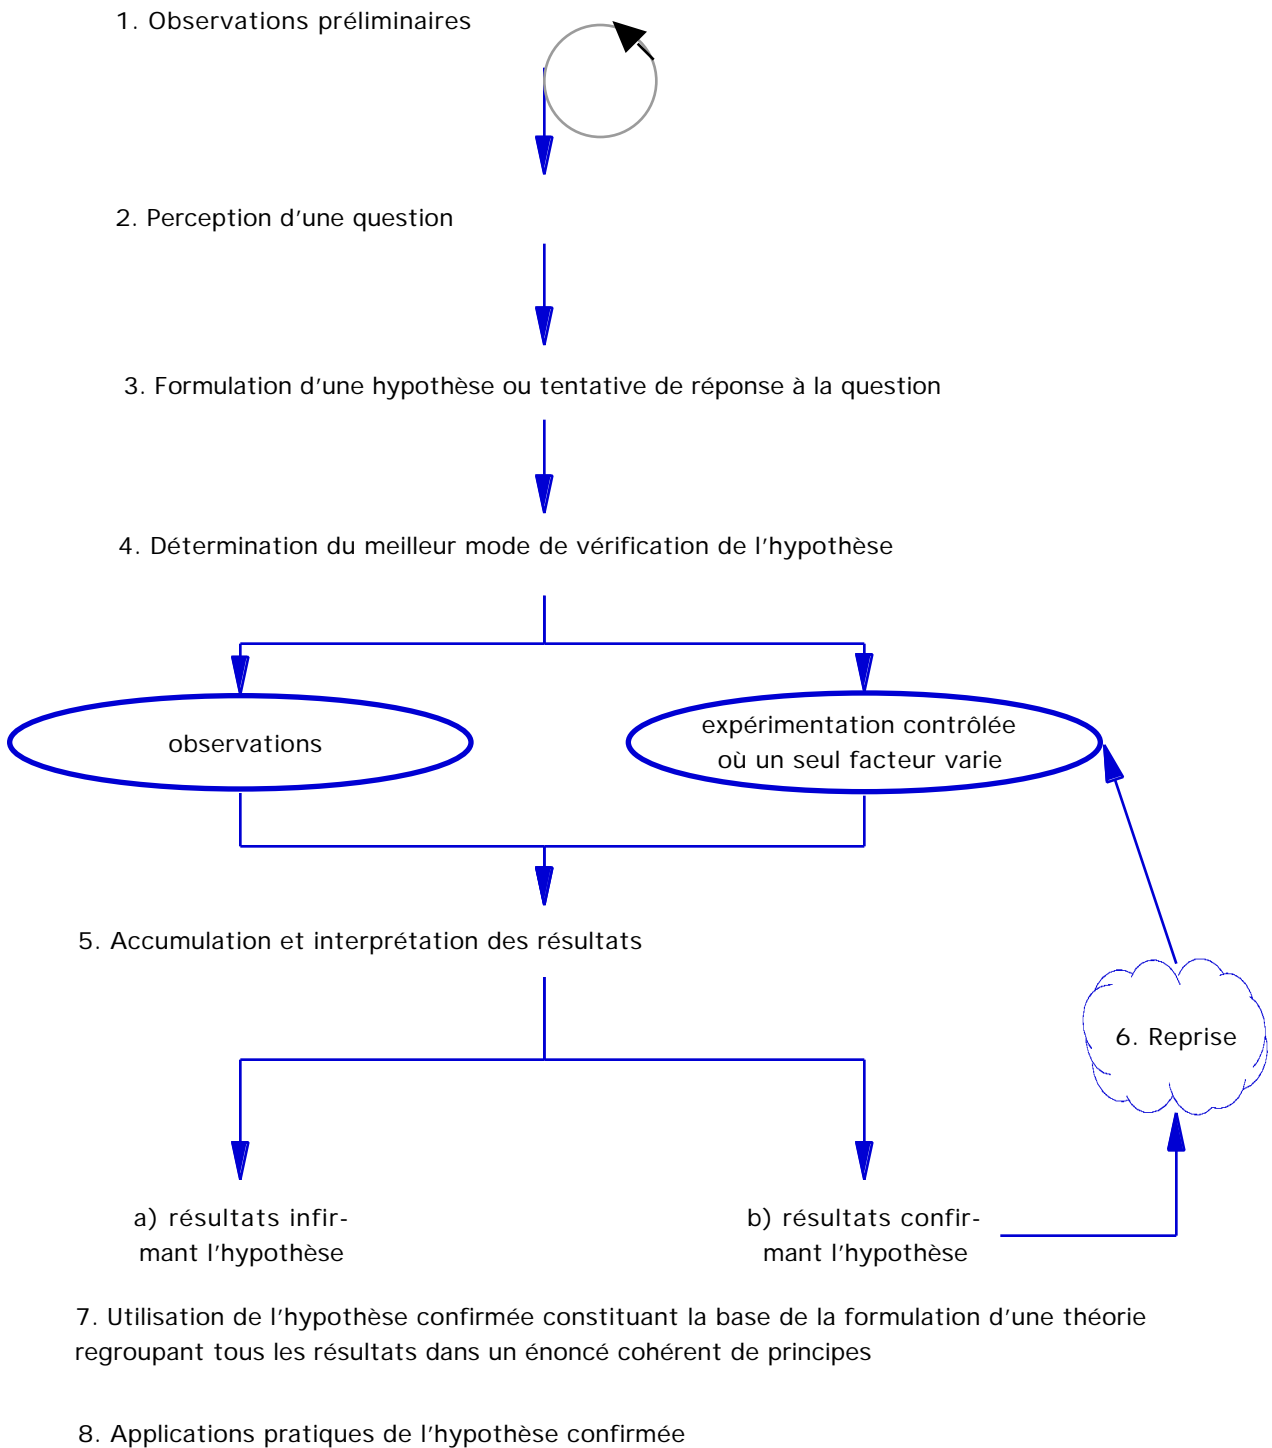 1. Observations préliminaires
2. Perception d’une question
3. Formulation d’une hypothèse ou tentative de réponse à la question
4. Détermination du meilleur mode de vérification de l’hypothèse
observations
expérimentation contrôlée
où un seul facteur varie
5. Accumulation et interprétation des résultats
6. Reprise
a) résultats infir-
mant l’hypothèse
b) résultats confir-
mant l’hypothèse
7. Utilisation de l’hypothèse confirmée constituant la base de la formulation d’une théorie
regroupant tous les résultats dans un énoncé cohérent de principes
8. Applications pratiques de l’hypothèse confirmée